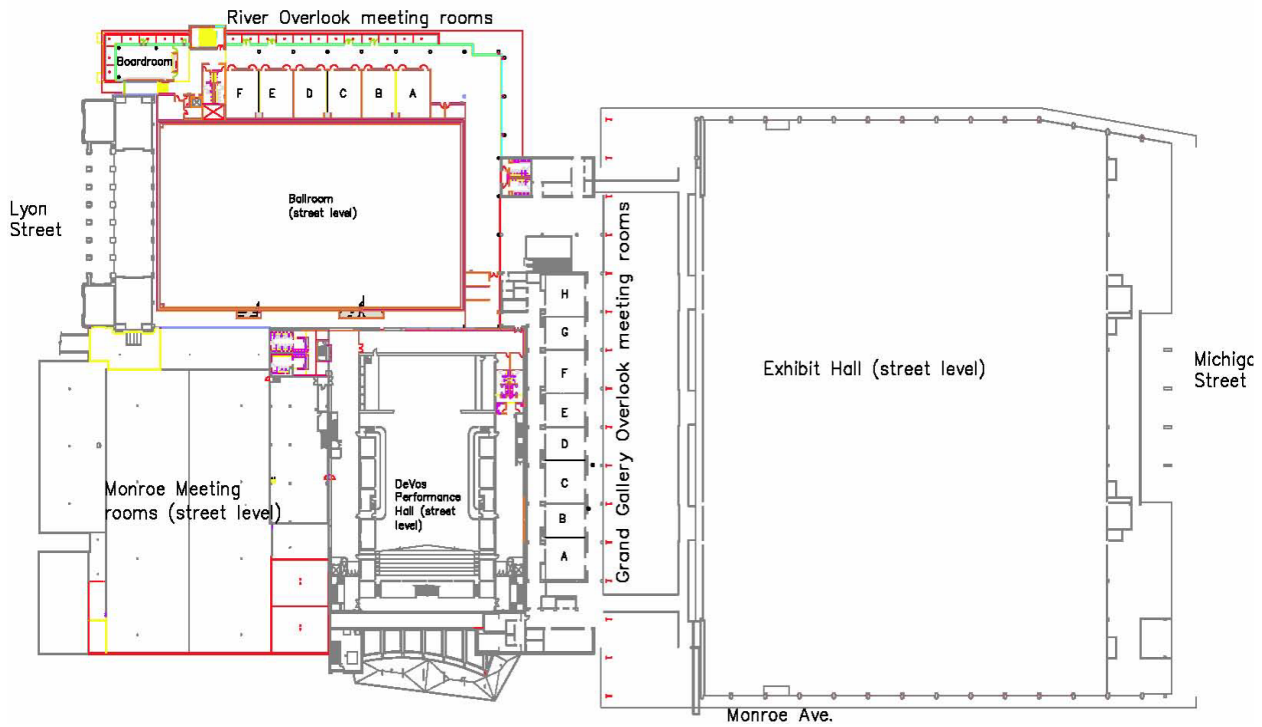 River Overlook meeting rooms
Boardroom
F E D C B A
Ballroom
(street level)
Lyon
Street
Grand Gallery Overlook meeting rooms
H
G
F
E
D
C
B
A
Exhibit Hall (street level)
Michiga
Street
Monroe Meeting
rooms (street level)
DeVos
Performance
Hall (street
level)
Monroe Ave.